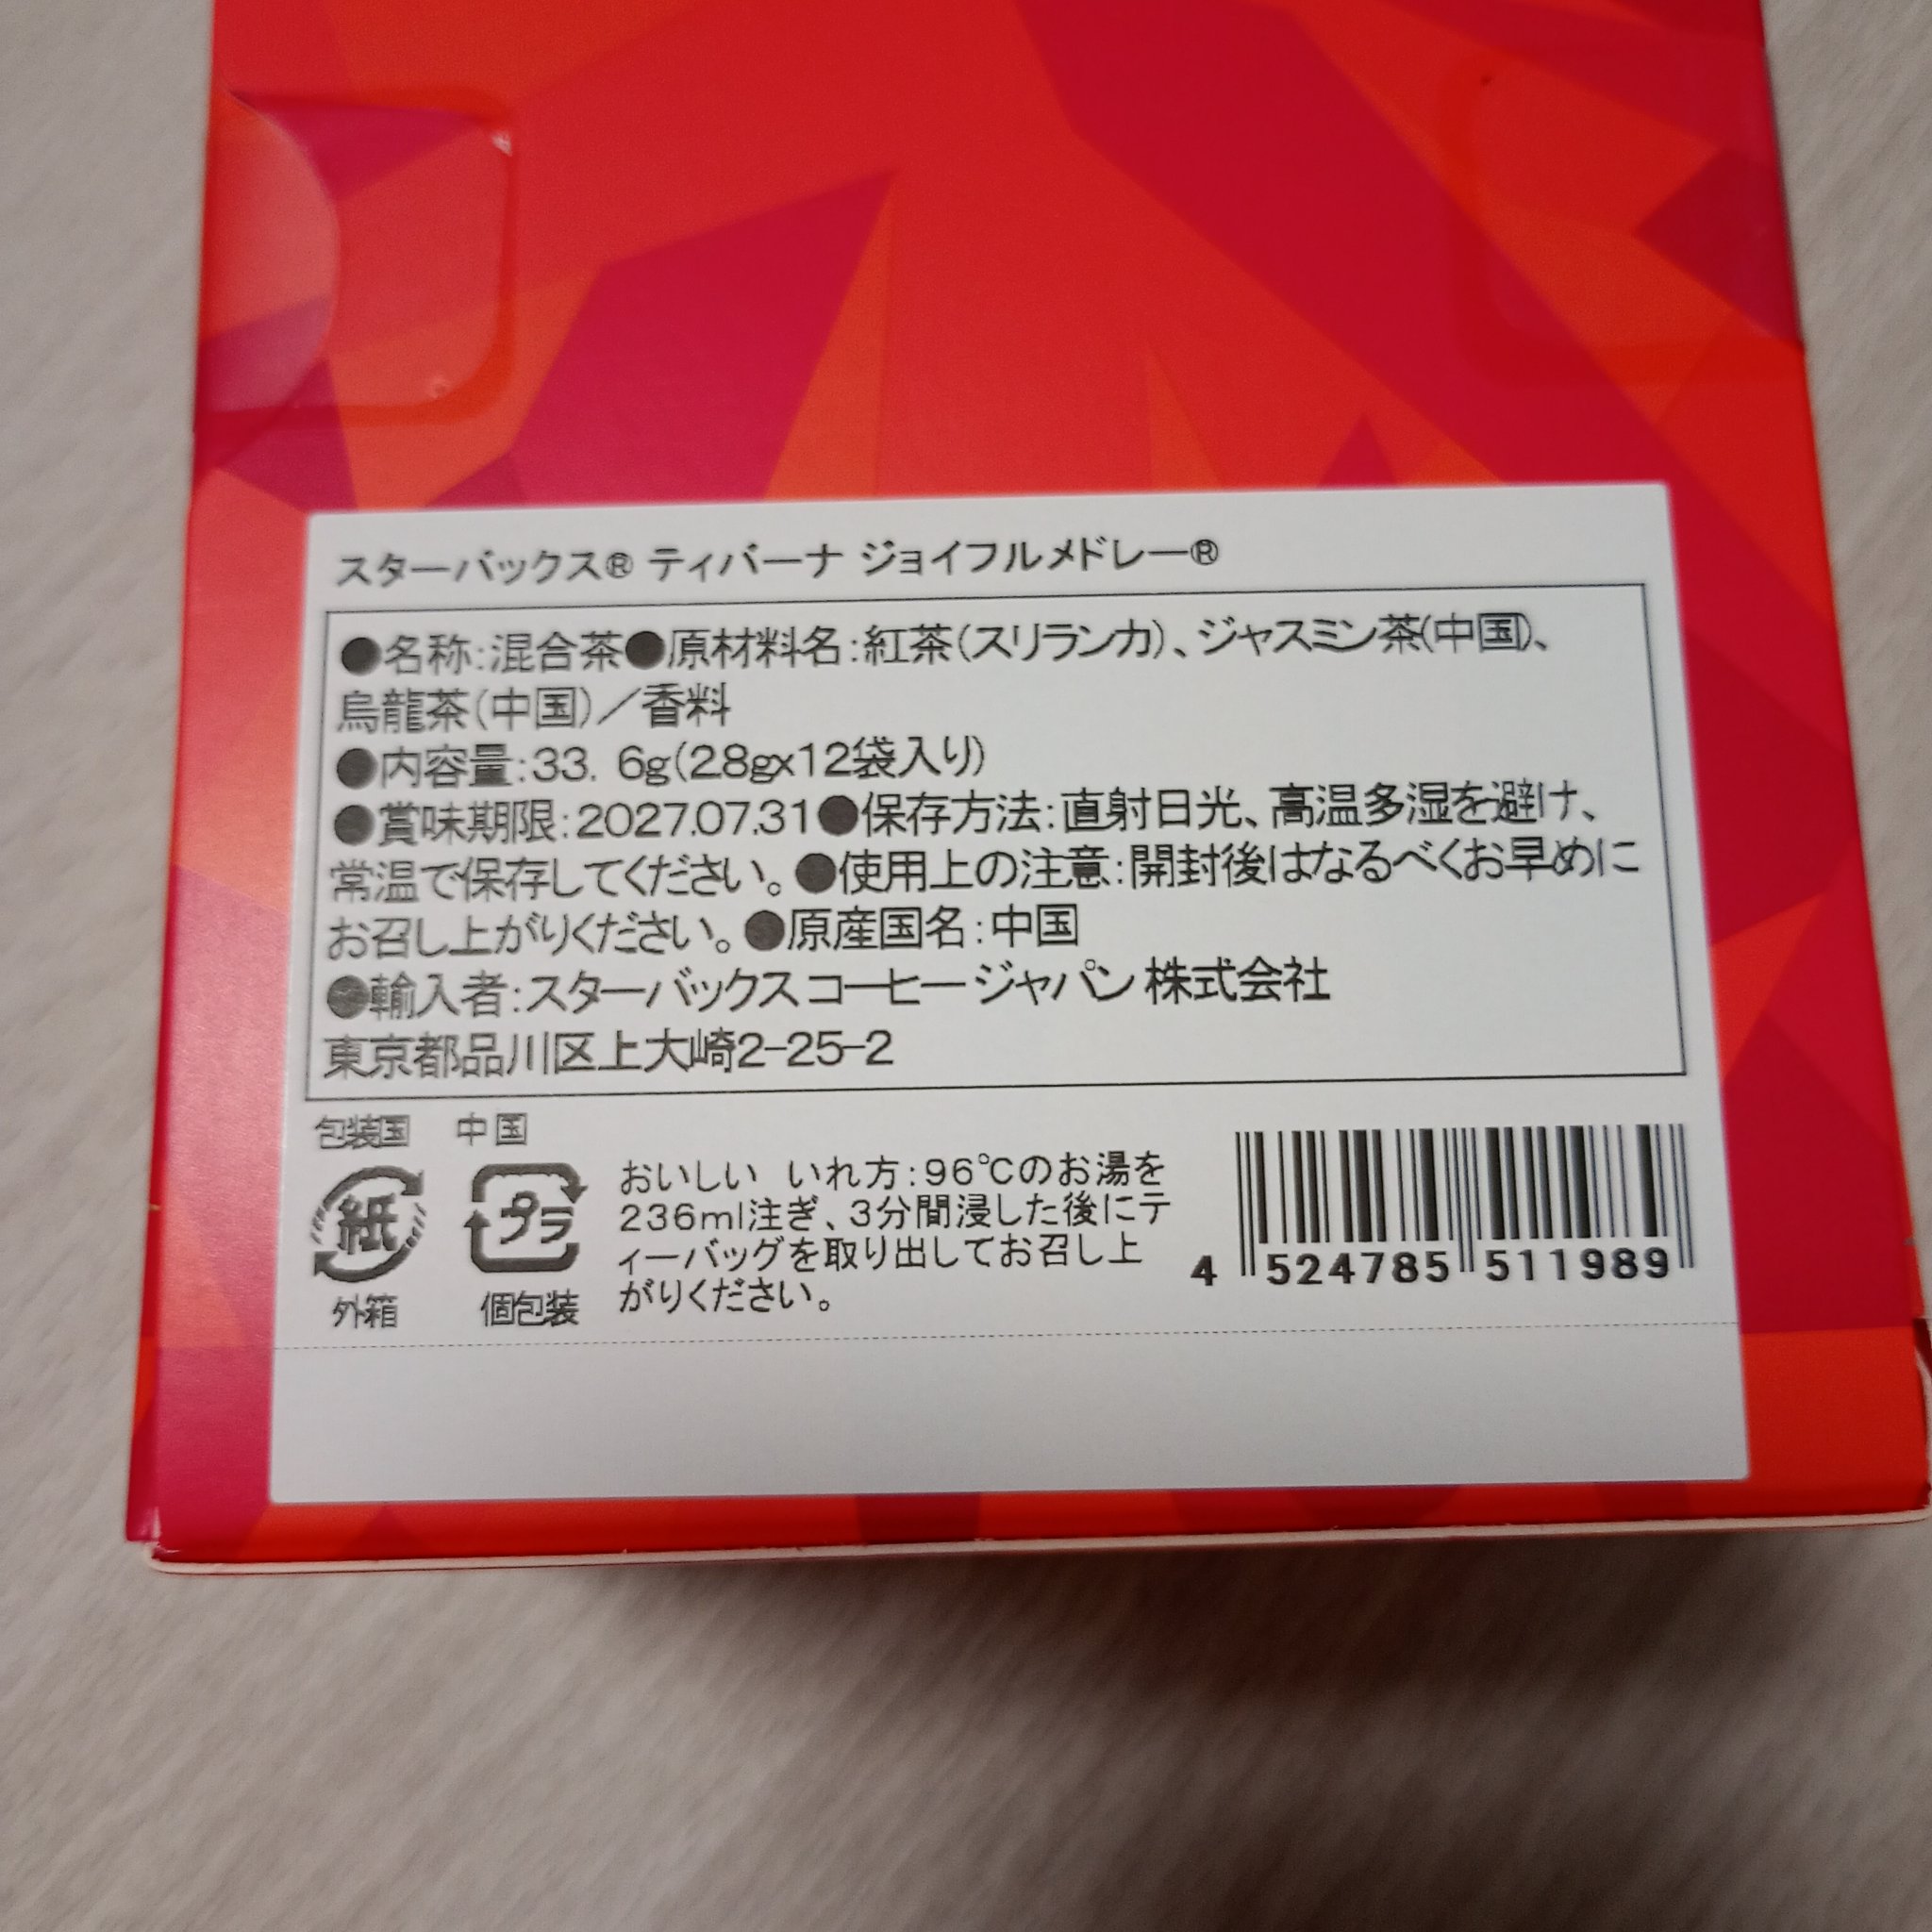 スターバックス® ティバーナ ジョイフルメドレー®
●名称:混合茶●原材料名:紅茶(スリランカ)、ジャスミン茶(中国)、
烏龍茶(中国)／香料
●内容量:33. 6g(2.8gx12袋入り)
●賞味期限:2027.07.31●保存方法:直射日光、高温多湿を避け、
常温で保存してください。●使用上の注意:開封後はなるべくお早めに
お召し上がりください。●原産国名:中国
●輸入者:スターバックス コーヒー ジャパン 株式会社
東京都品川区上大崎2-25-2
包装国 中国
紙
外箱
プラ
個包装
おいしい いれ方:96℃のお湯を
236ml注ぎ、3分間浸した後にテ
ィーバッグを取り出してお召し上
がりください。
4 524785 511989